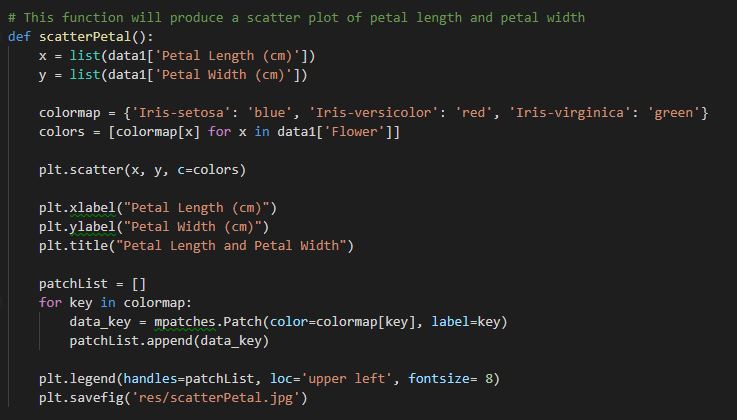 # This function will produce a scatter plot of petal length and petal width
def scatterPetal():
    x = list(data1['Petal Length (cm)'])
    y = list(data1['Petal Width (cm)'])

    colormap = {'Iris-setosa': 'blue', 'Iris-versicolor': 'red', 'Iris-virginica': 'green'}
    colors = [colormap[x] for x in data1['Flower']]

    plt.scatter(x, y, c=colors)

    plt.xlabel("Petal Length (cm)")
    plt.ylabel("Petal Width (cm)")
    plt.title("Petal Length and Petal Width")

    patchList = []
    for key in colormap:
        data_key = mpatches.Patch(color=colormap[key], label=key)
        patchList.append(data_key)

    plt.legend(handles=patchList, loc='upper left', fontsize= 8)
    plt.savefig('res/scatterPetal.jpg')